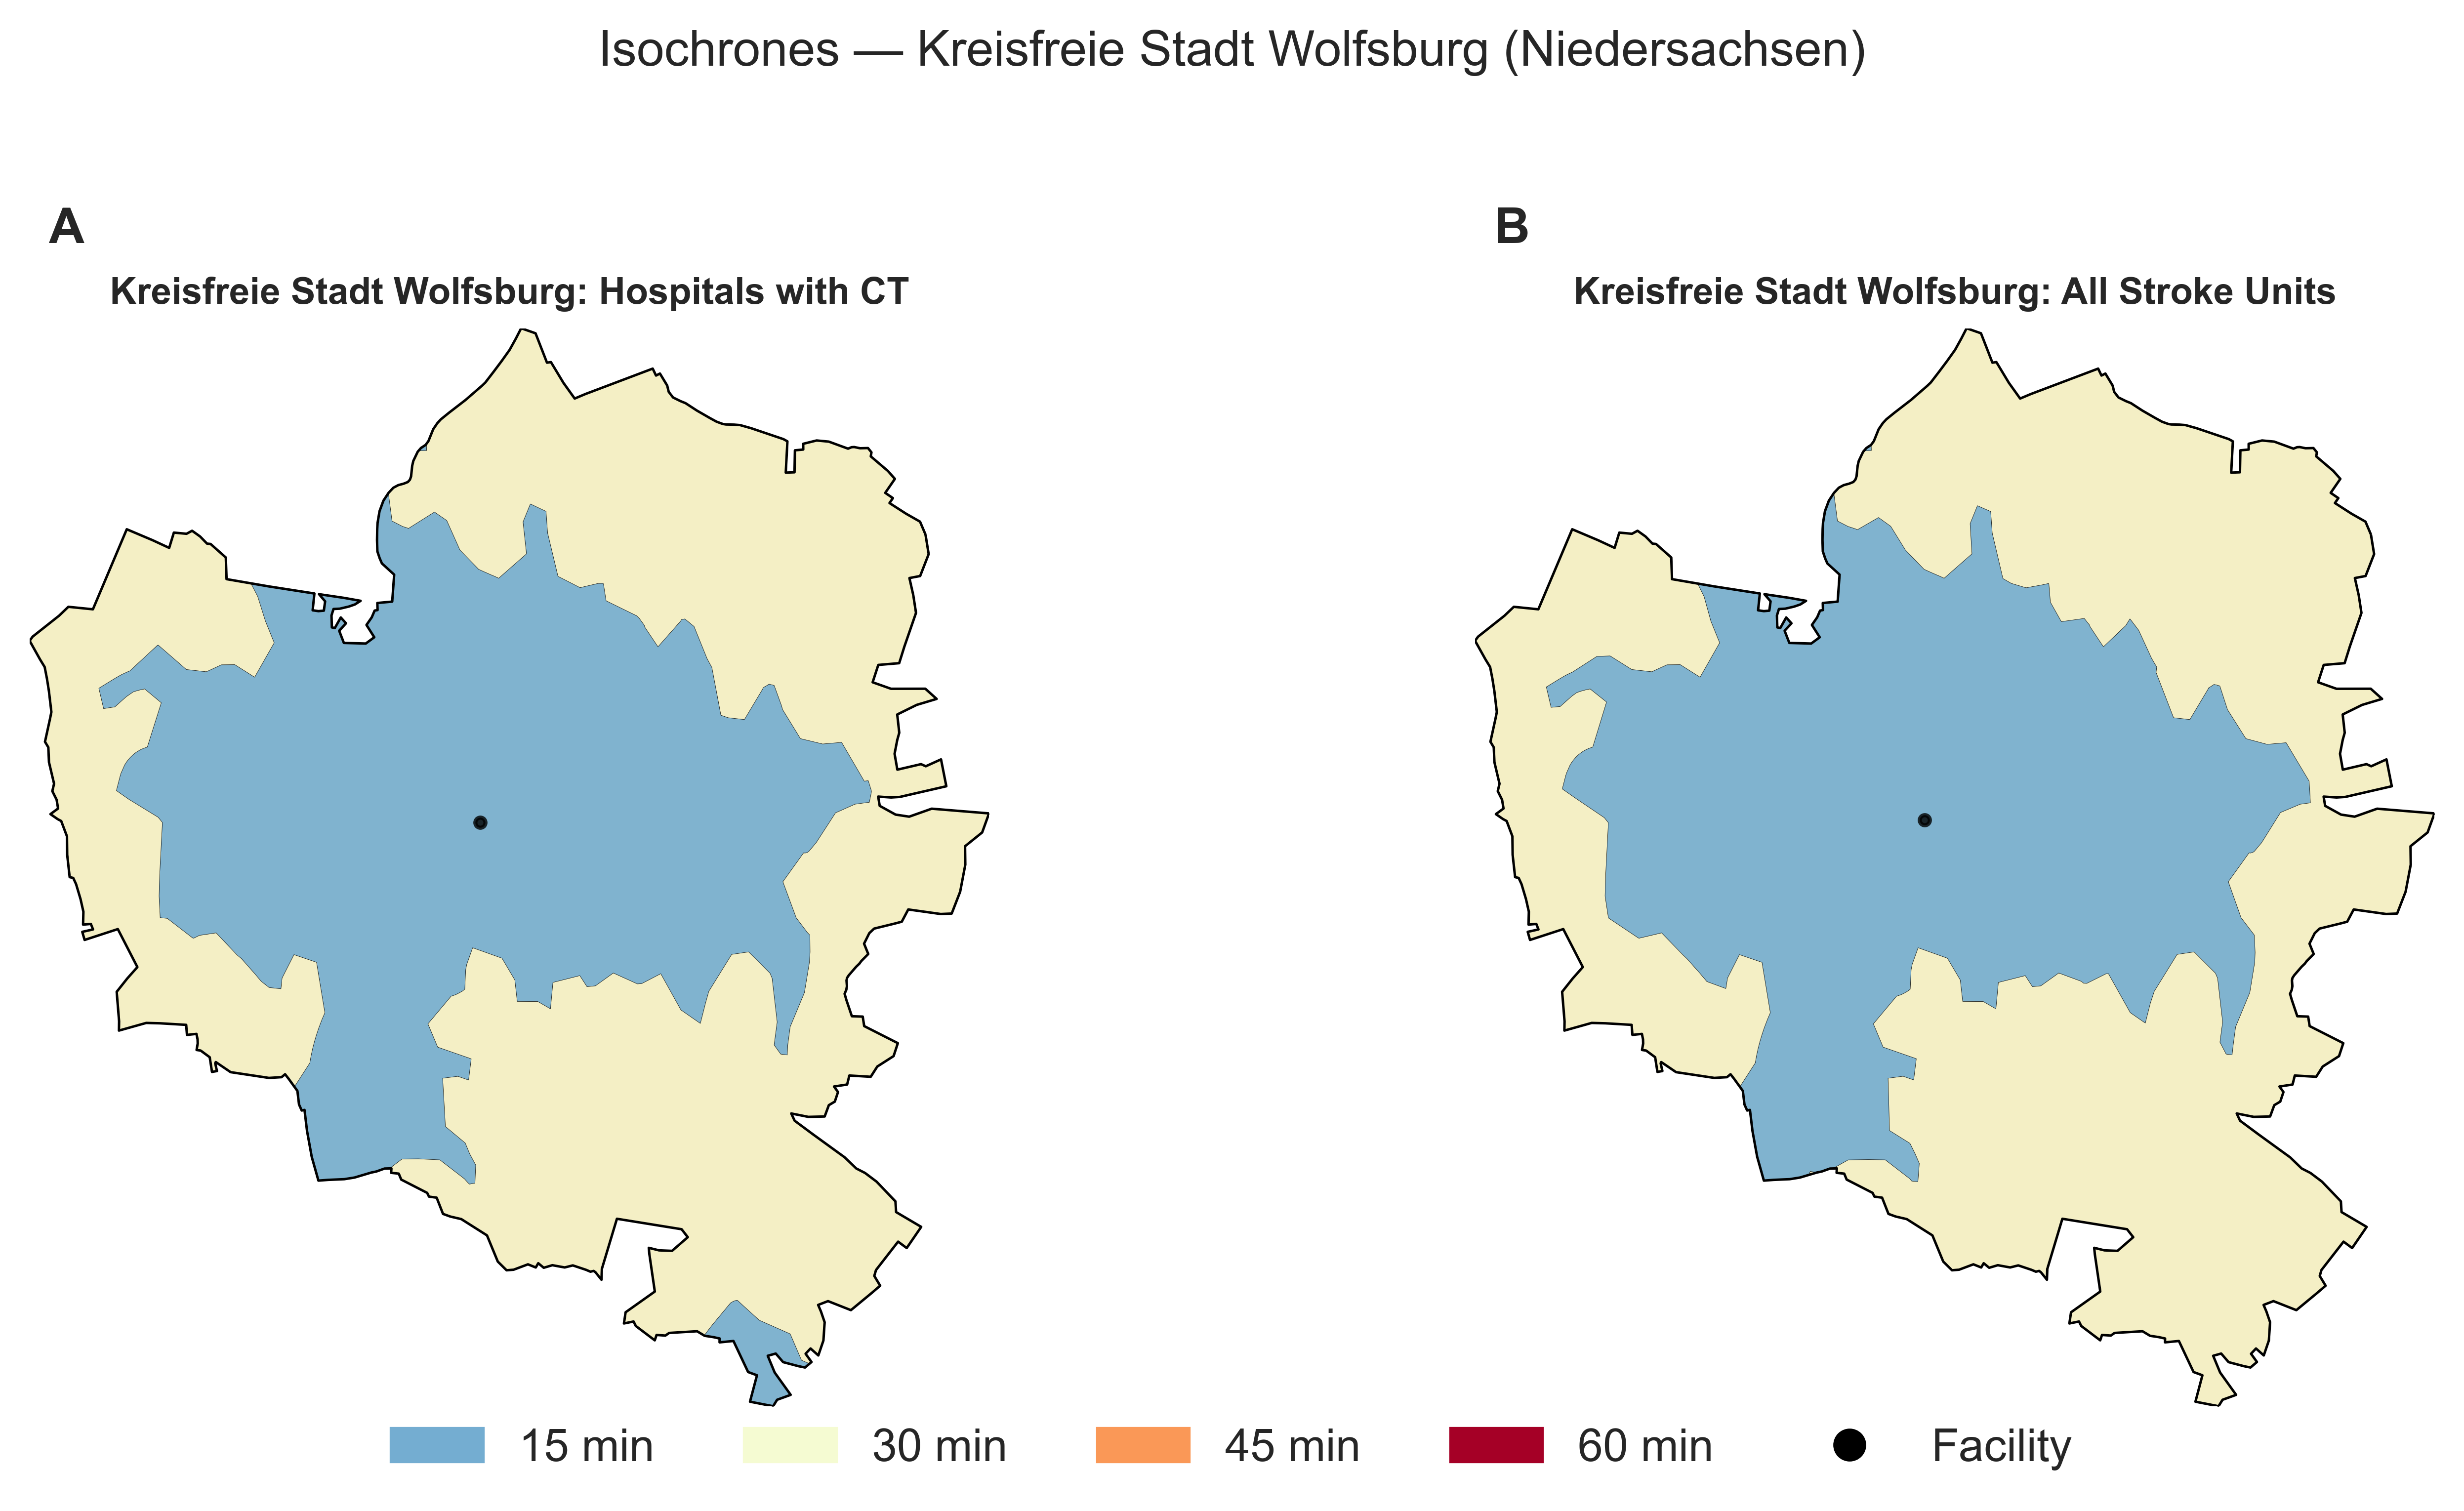 Isochrones — Kreisfreie Stadt Wolfsburg (Niedersachsen)
A
Kreisfreie Stadt Wolfsburg: Hospitals with CT
B
Kreisfreie Stadt Wolfsburg: All Stroke Units
15 min
30 min
45 min
60 min
Facility